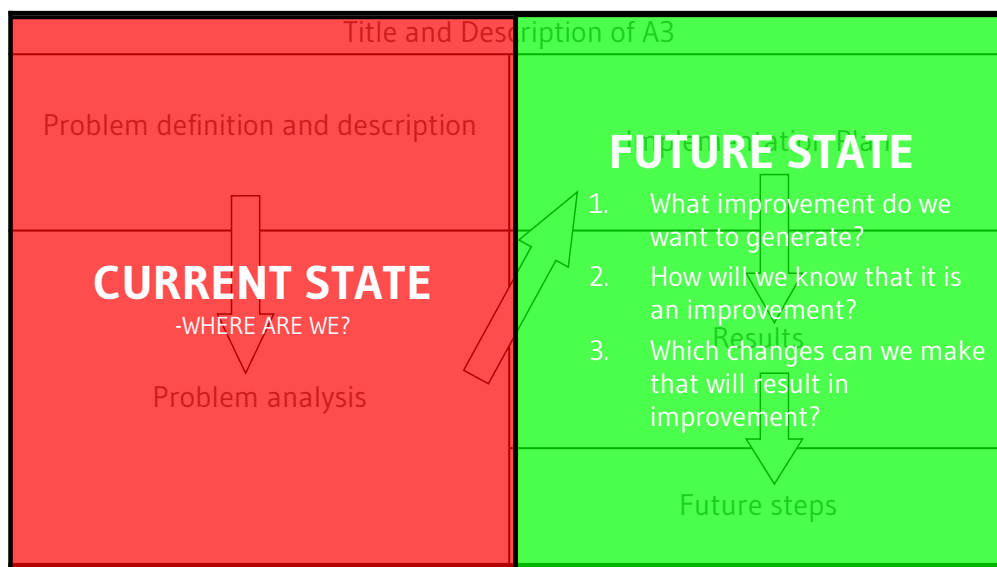 Title and Description of A3
Problem definition and description
CURRENT STATE
-WHERE ARE WE?
Problem analysis
Implementation Plan
FUTURE STATE
1. What improvement do we
want to generate?
2. How will we know that it is
an improvement?
Results
3. Which changes can we make
that will result in
improvement?
Future steps